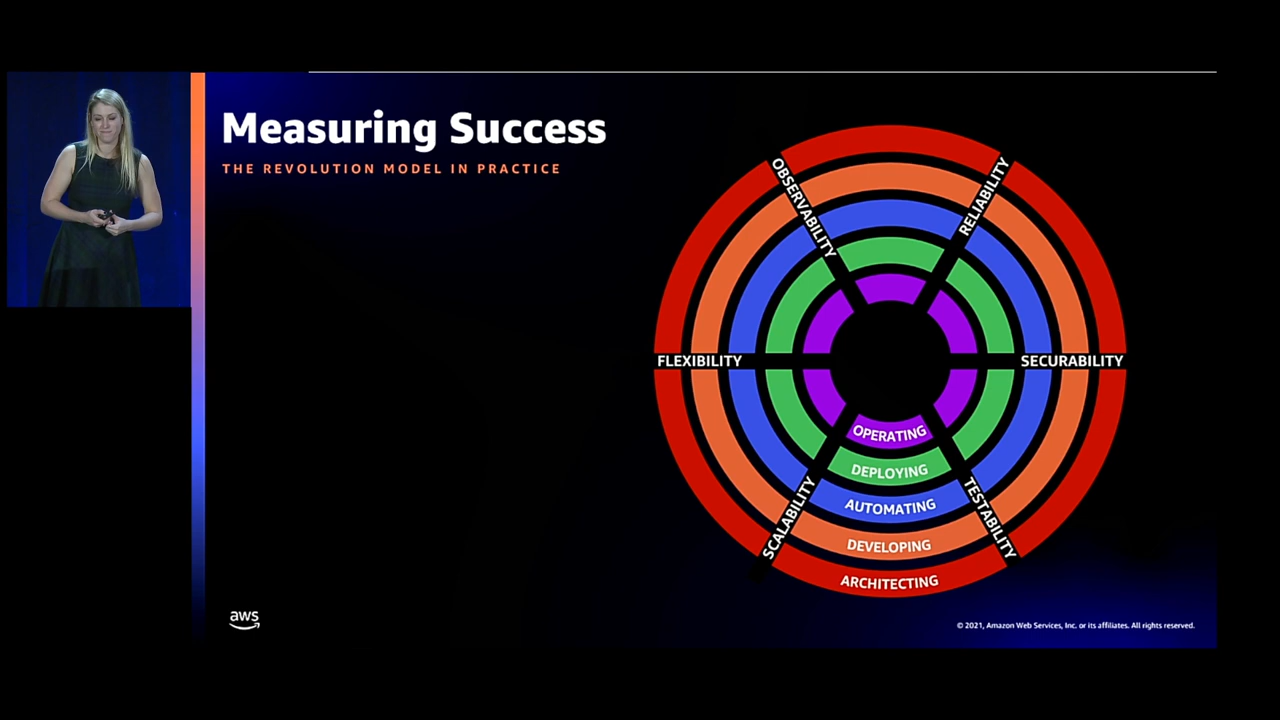 Measuring Success
THE REVOLUTION MODEL IN PRACTICE
OBSERVABILITY
RELIABILITY
FLEXIBILITY
SECURABILITY
SCALABILITY
TESTABILITY
OPERATING
DEPLOYING
AUTOMATING
DEVELOPING
ARCHITECTING
aws
© 2021, Amazon Web Services, Inc. or its affiliates. All rights reserved.